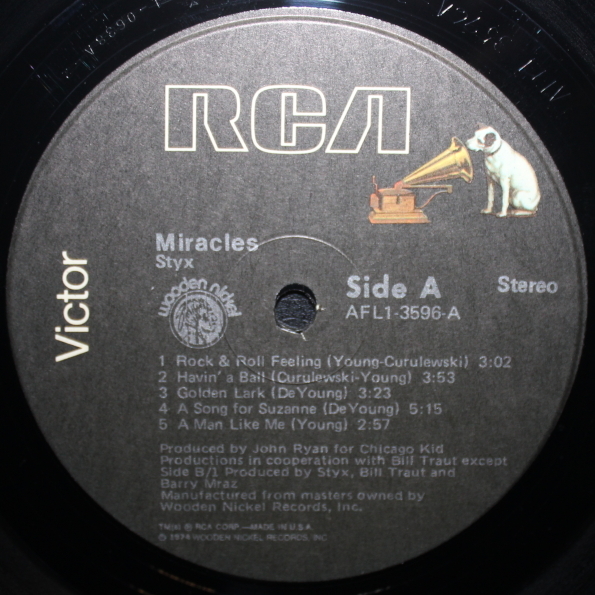 RCA
Victor
Miracles
Styx
wooden nickel
Side A
Stereo
AFL1-3596-A
1 Rock & Roll Feeling (Young-Curulewski) 3:02
2 Havin' a Ball (Curulewski-Young) 3:53
3 Golden Lark (DeYoung) 3:23
4 A Song for Suzanne (DeYoung) 5:15
5 A Man Like Me (Young) 2:57
Produced by John Ryan for Chicago Kid
Productions in cooperation with Bill Traut except
Side B/1 Produced by Styx, Bill Traut and
Barry Mraz
Manufactured from masters owned by
Wooden Nickel Records, Inc.
TM(s) ® RCA CORP.—MADE IN U.S.A.
℗ 1974 WOODEN NICKEL RECORDS, INC